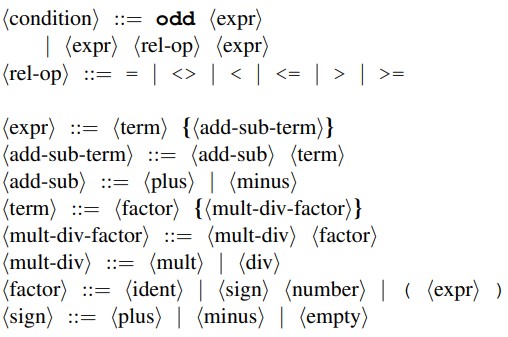 ⟨condition⟩ ::= odd ⟨expr⟩
| ⟨expr⟩ ⟨rel-op⟩ ⟨expr⟩
⟨rel-op⟩ ::= = | <> | < | <= | > | >=
⟨expr⟩ ::= ⟨term⟩ {⟨add-sub-term⟩}
⟨add-sub-term⟩ ::= ⟨add-sub⟩ ⟨term⟩
⟨add-sub⟩ ::= ⟨plus⟩ | ⟨minus⟩
⟨term⟩ ::= ⟨factor⟩ {⟨mult-div-factor⟩}
⟨mult-div-factor⟩ ::= ⟨mult-div⟩ ⟨factor⟩
⟨mult-div⟩ ::= ⟨mult⟩ | ⟨div⟩
⟨factor⟩ ::= ⟨ident⟩ | ⟨sign⟩ ⟨number⟩ | ( ⟨expr⟩ )
⟨sign⟩ ::= ⟨plus⟩ | ⟨minus⟩ | ⟨empty⟩